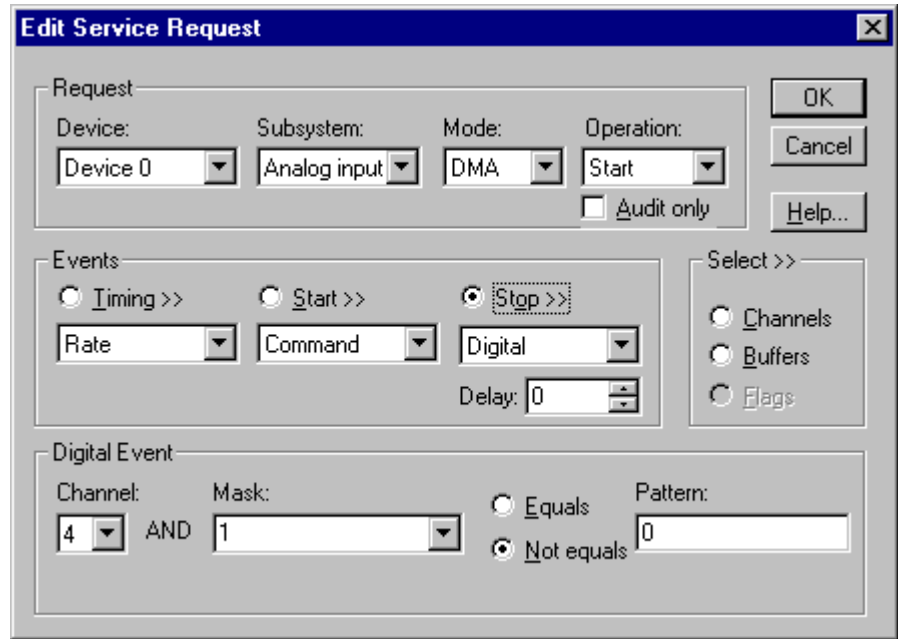 Edit Service Request
Request
OK
Device: Subsystem: Mode: Operation:
Device 0 Analog input DMA Start
Cancel
Audit only
Help...
Events
Select >>
Timing >> Start >> Stop >>
Channels
Rate Command Digital
Buffers
Delay: 0
Flags
Digital Event
Channel: Mask: Pattern:
Equals
4 AND 1 0
Not equals